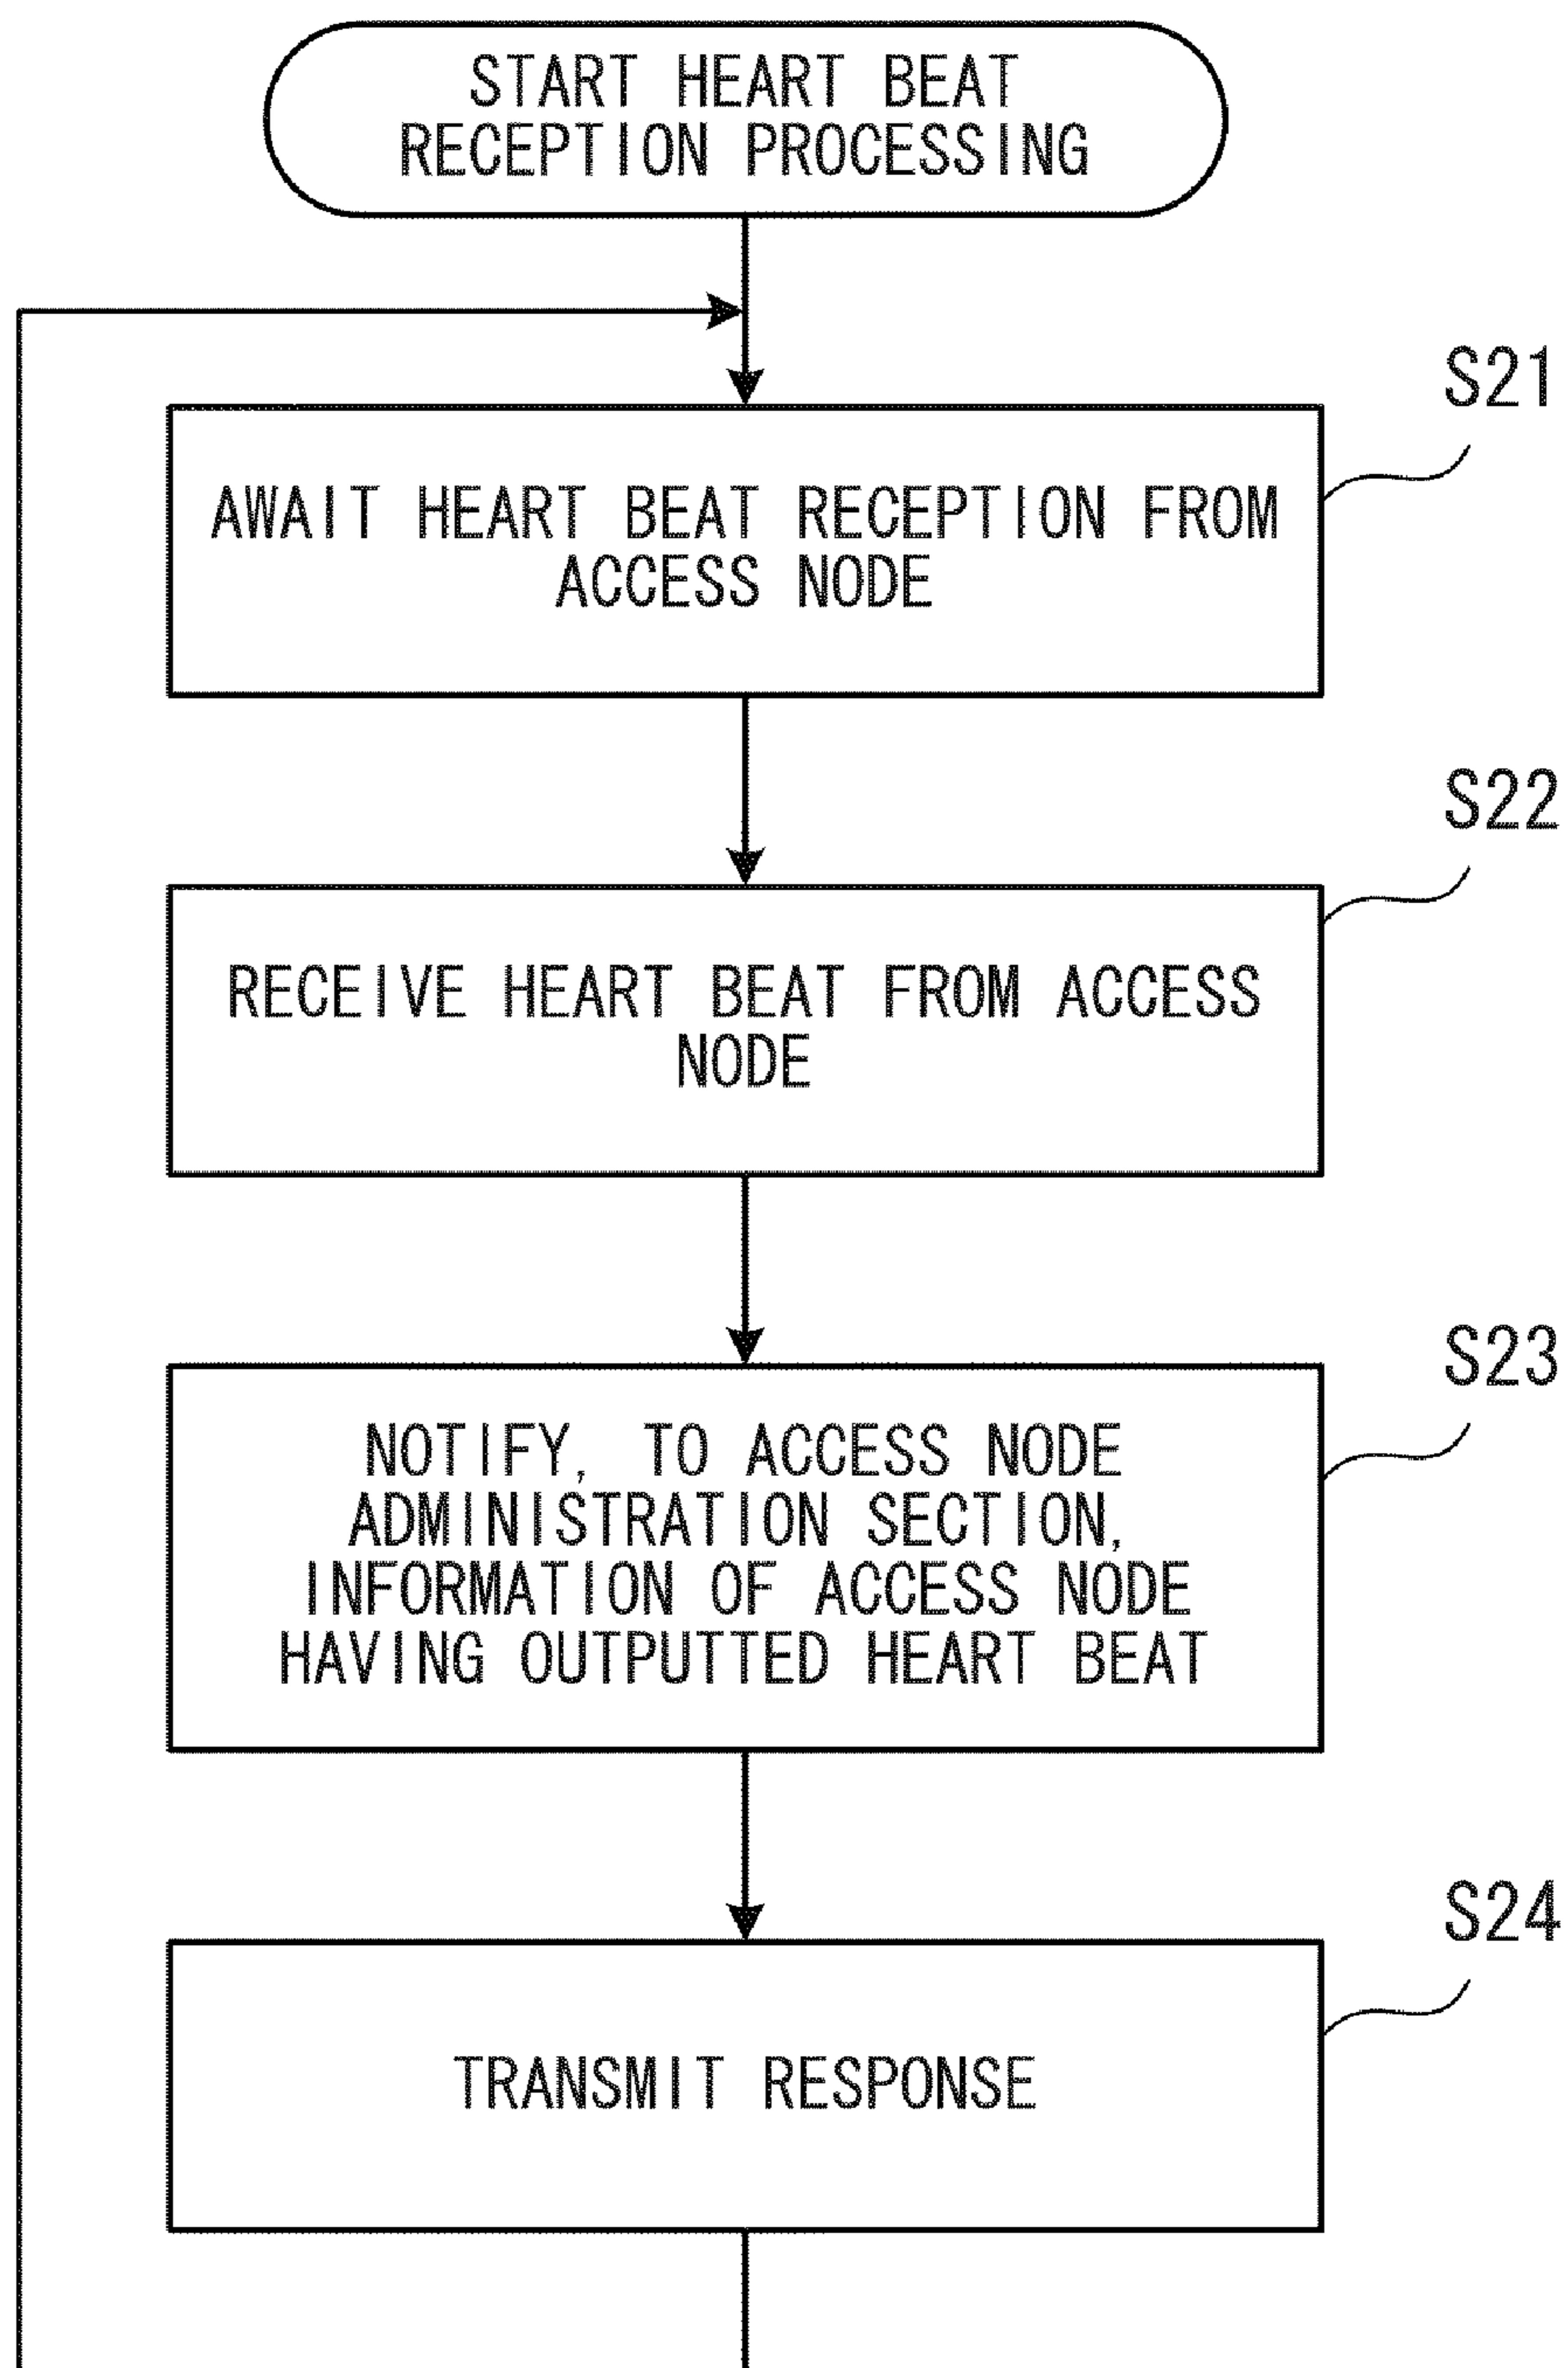 START HEART BEAT
RECEPTION PROCESSING
S21
AWAIT HEART BEAT RECEPTION FROM
ACCESS NODE
S22
RECEIVE HEART BEAT FROM ACCESS
NODE
S23
NOTIFY, TO ACCESS NODE
ADMINISTRATION SECTION,
INFORMATION OF ACCESS NODE
HAVING OUTPUTTED HEART BEAT
S24
TRANSMIT RESPONSE